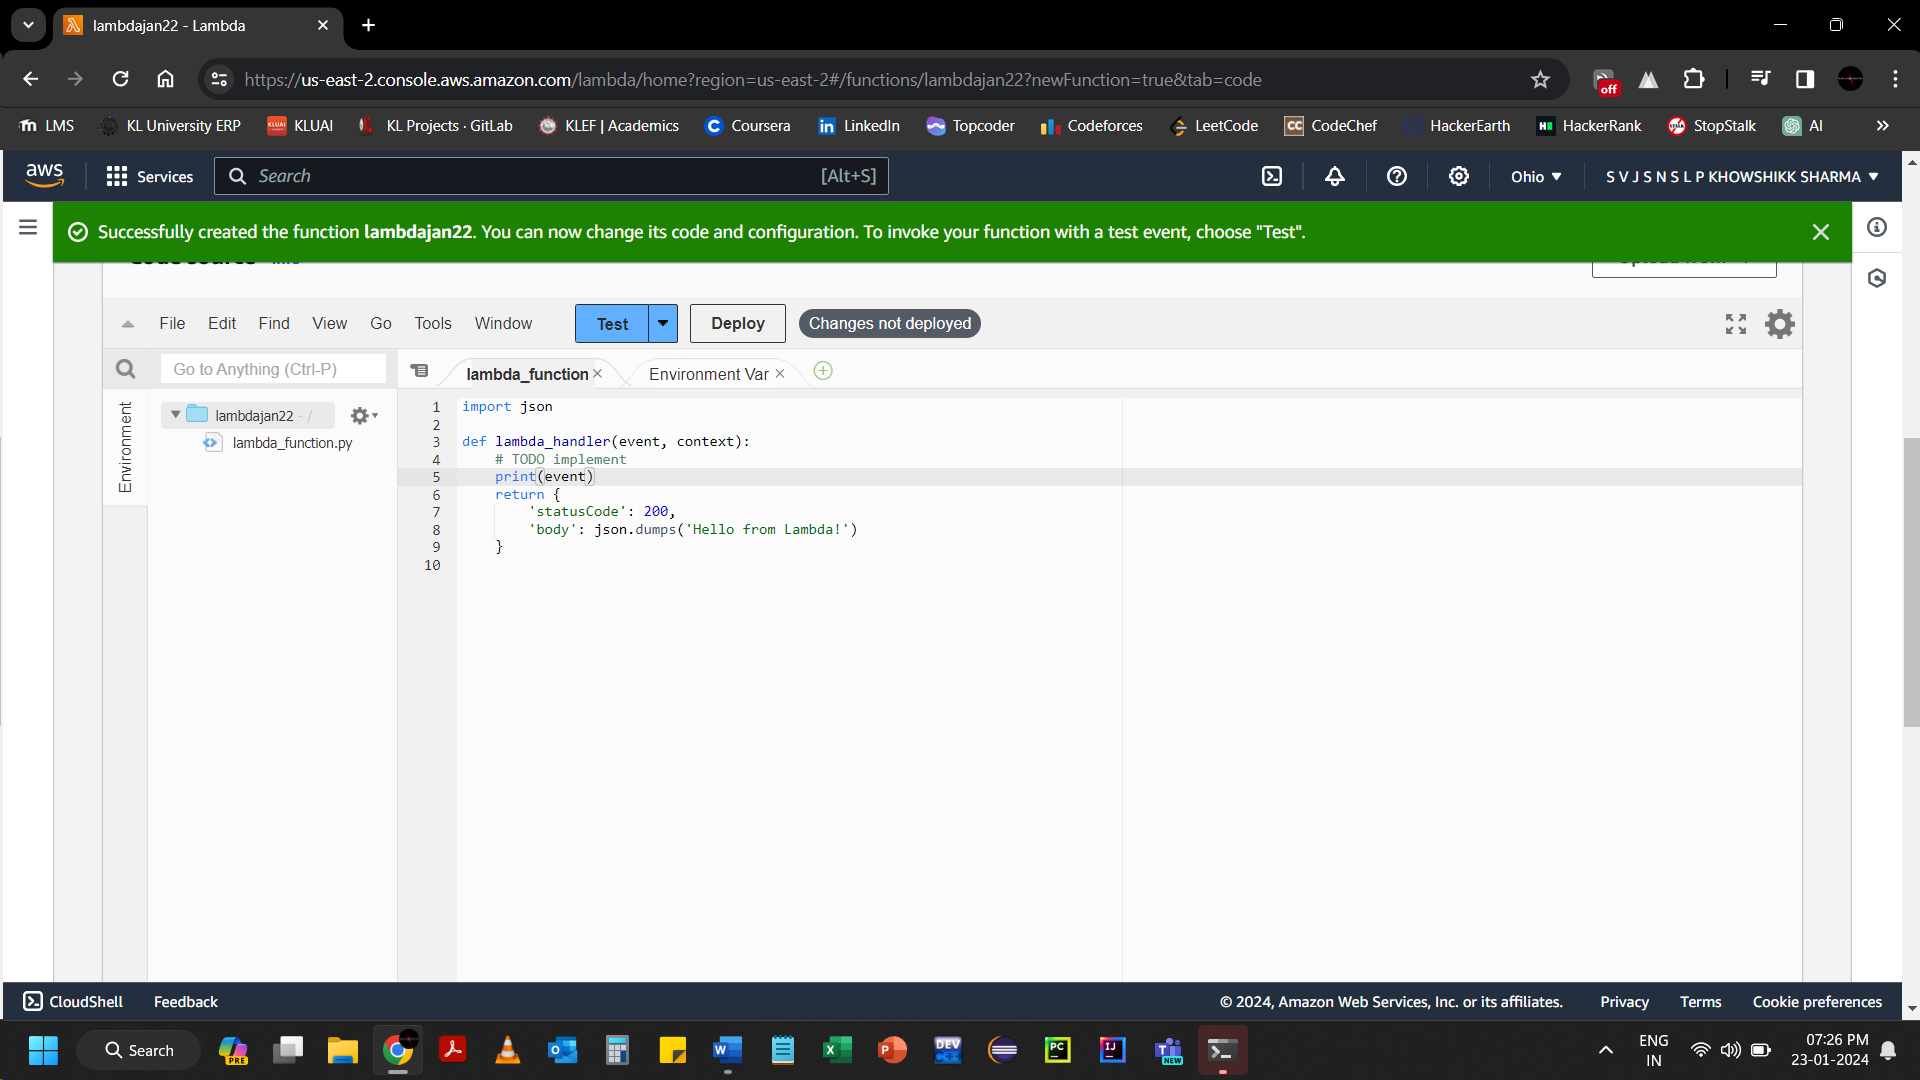 lambdajan22 - Lambda
https://us-east-2.console.aws.amazon.com/lambda/home?region=us-east-2#/functions/lambdajan22?newFunction=true&tab=code
off
LMS KL University ERP KLUAI KL Projects · GitLab KLEF | Academics Coursera LinkedIn Topcoder Codeforces LeetCode CodeChef HackerEarth HackerRank StopStalk AI
aws Services Search [Alt+S] Ohio S V J S N S L P KHOWSHIKK SHARMA
Successfully created the function lambdajan22. You can now change its code and configuration. To invoke your function with a test event, choose "Test".
File Edit Find View Go Tools Window Test Deploy Changes not deployed
Go to Anything (Ctrl-P) lambda_function Environment Var
Environment
lambdajan22 - /
lambda_function.py
1 import json
2
3 def lambda_handler(event, context):
4 # TODO implement
5 print(event)
6 return {
7 'statusCode': 200,
8 'body': json.dumps('Hello from Lambda!')
9 }
10
CloudShell Feedback © 2024, Amazon Web Services, Inc. or its affiliates. Privacy Terms Cookie preferences
Search PRE DEV C++ PC IJ NEW ENG IN 07:26 PM 23-01-2024